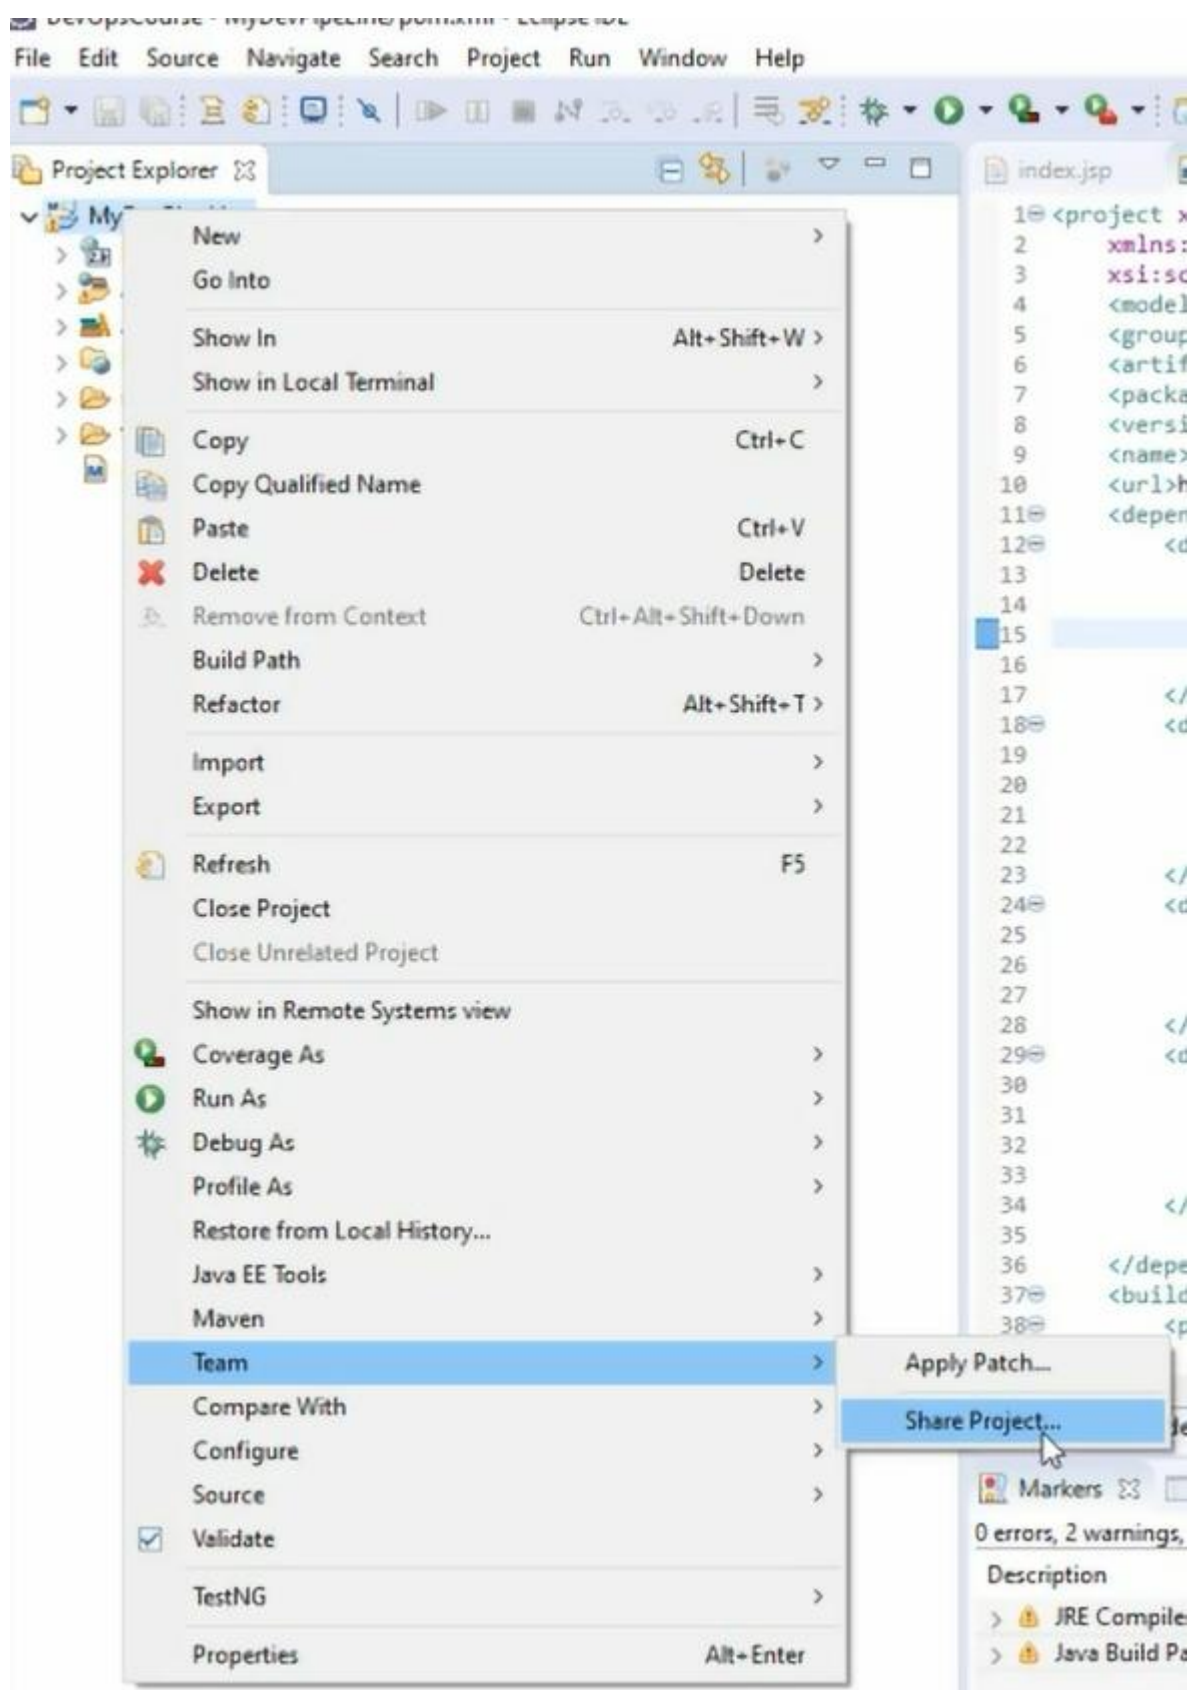 DevOpsCourse - MyDevPipeLine/pom.xml - Eclipse IDE
File Edit Source Navigate Search Project Run Window Help
Project Explorer
index.jsp
My
New
Go Into
Show In Alt+Shift+W
Show in Local Terminal
Copy Ctrl+C
Copy Qualified Name
Paste Ctrl+V
Delete Delete
Remove from Context Ctrl+Alt+Shift+Down
Build Path
Refactor Alt+Shift+T
Import
Export
Refresh F5
Close Project
Close Unrelated Project
Show in Remote Systems view
Coverage As
Run As
Debug As
Profile As
Restore from Local History...
Java EE Tools
Maven
Team
Compare With
Configure
Source
Validate
TestNG
Properties Alt+Enter
Apply Patch...
Share Project...
1 <project x
2 xmlns:
3 xsi:sc
4 <model
5 <group
6 <artif
7 <packa
8 <versi
9 <name>
10 <url>h
11 <depen
12 <d
13
14
15
16
17 </
18 <d
19
20
21
22
23 </
24 <d
25
26
27
28 </
29 <d
30
31
32
33
34 </
35
36 </depe
37 <build
38 <p
Markers
0 errors, 2 warnings,
Description
JRE Compile
Java Build Pa